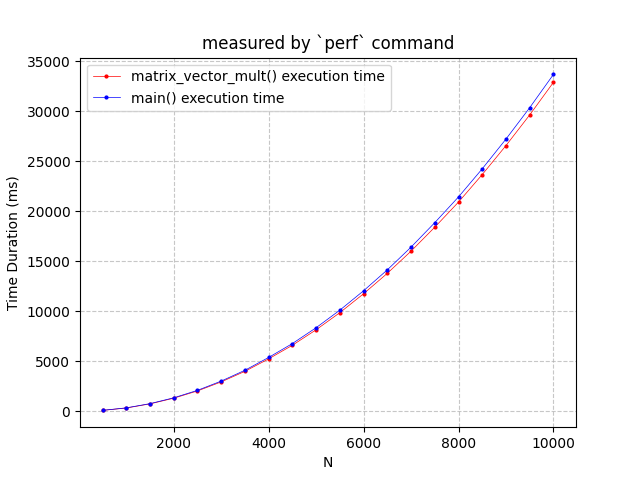 measured by `perf` command
matrix_vector_mult() execution time
main() execution time
Time Duration (ms)
35000
30000
25000
20000
15000
10000
5000
0
2000 4000 6000 8000 10000
N